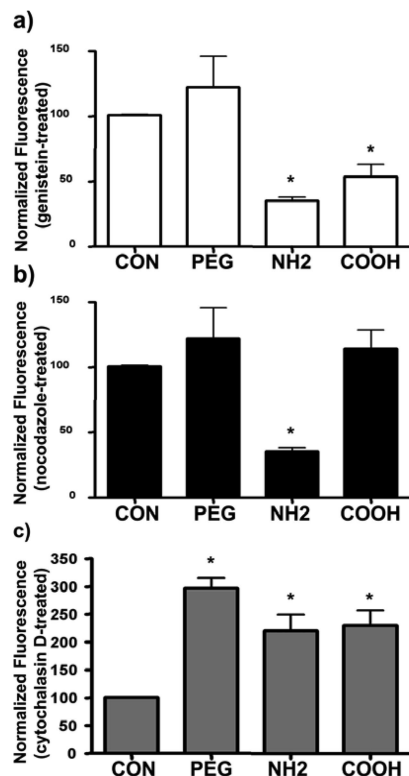 a)
Normalized Fluorescence
(genistein-treated)
150
100
50
0
*
*
CON PEG NH2 COOH
b)
Normalized Fluorescence
(nocodazole-treated)
150
100
50
0
*
CON PEG NH2 COOH
c)
Normalized Fluorescence
(cytochalasin D-treated)
350
300
250
200
150
100
50
0
*
*
*
CON PEG NH2 COOH